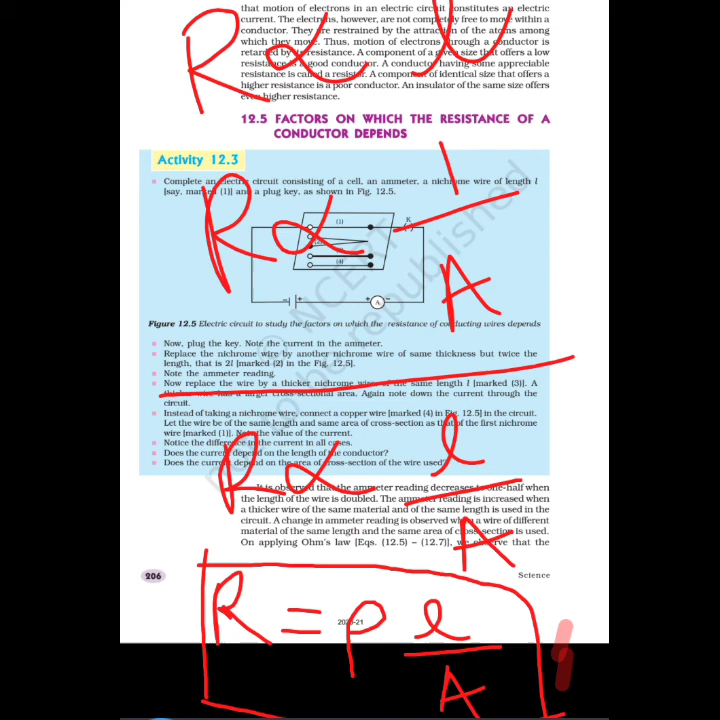 that motion of electrons in an electric circuit constitutes an electric
current. The electrons, however, are not completely free to move within a
conductor. They are restrained by the attraction of the atoms among
which they move. Thus, motion of electrons through a conductor is
retarded by its resistance. A component of a given size that offers a low
resistance is a good conductor. A conductor having some appreciable
resistance is called a resistor. A component of identical size that offers a
higher resistance is a poor conductor. An insulator of the same size offers
even higher resistance.
R α l
12.5 FACTORS ON WHICH THE RESISTANCE OF A
CONDUCTOR DEPENDS
Activity 12.3
Complete an electric circuit consisting of a cell, an ammeter, a nichrome wire of length l
[say, marked (1)] and a plug key, as shown in Fig. 12.5.
R α 1
A
(1)
(4)
K
− +
+ A −
Figure 12.5 Electric circuit to study the factors on which the resistance of conducting wires depends
Now, plug the key. Note the current in the ammeter.
Replace the nichrome wire by another nichrome wire of same thickness but twice the
length, that is 2l [marked (2) in the Fig. 12.5].
Note the ammeter reading.
Now replace the wire by a thicker nichrome wire, of the same length l [marked (3)]. A
thicker wire has a larger cross-sectional area. Again note down the current through the
circuit.
Instead of taking a nichrome wire, connect a copper wire [marked (4) in Fig. 12.5] in the circuit.
Let the wire be of the same length and same area of cross-section as that of the first nichrome
wire [marked (1)]. Note the value of the current.
Notice the difference in the current in all cases.
Does the current depend on the length of the conductor?
Does the current depend on the area of cross-section of the wire used?
R α l
A
It is observed that the ammeter reading decreases to one-half when
the length of the wire is doubled. The ammeter reading is increased when
a thicker wire of the same material and of the same length is used in the
circuit. A change in ammeter reading is observed when a wire of different
material of the same length and the same area of cross-section is used.
On applying Ohm's law [Eqs. (12.5) – (12.7)], we observe that the
206
Science
R = ρ l
A
© NCERT
not to be republished